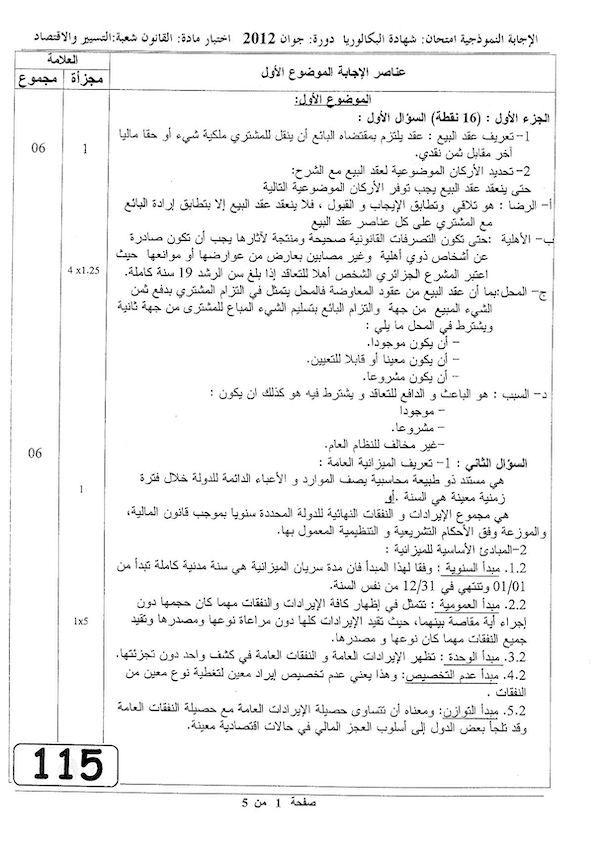 الإجابة النموذجية امتحان: شهادة البكالوريا دورة: جوان 2012 اختبار مادة: القانون شعبة:التسيير والاقتصاد
العلامة
عناصر الإجابة الموضوع الأول
مجزأة
مجموع
الموضوع الأول:
الجزء الأول : (16 نقطة) السؤال الأول :
1- تعريف عقد البيع : عقد يلتزم بمقتضاه البائع أن ينقل للمشتري ملكية شيء أو حقا ماليا
آخر مقابل ثمن نقدي.
1
06
2- تحديد الأركان الموضوعية لعقد البيع مع الشرح:
حتى ينعقد عقد البيع يجب توفر الأركان الموضوعية التالية
أ- الرضا : هو تلاقي وتطابق الإيجاب و القبول ، فلا ينعقد عقد البيع إلا بتطابق إرادة البائع
مع المشتري على كل عناصر عقد البيع
ب- الأهلية :حتى تكون التصرفات القانونية صحيحة ومنتجة لآثارها يجب أن تكون صادرة
عن أشخاص ذوي أهلية وغير مصابين بعارض من عوارضها أو موانعها حيث
اعتبر المشرع الجزائري الشخص أهلا للتعاقد إذا بلغ سن الرشد 19 سنة كاملة.
4 x1.25
ج- المحل:بما أن عقد البيع من عقود المعاوضة فالمحل يتمثل في التزام المشتري بدفع ثمن
الشيء المبيع من جهة والتزام البائع بتسليم الشيء المباع للمشترى من جهة ثانية
ويشترط في المحل ما يلي :
– أن يكون موجودا.
– أن يكون معينا أو قابلا للتعيين.
– أن يكون مشروعا.
د- السبب : هو الباعث و الدافع للتعاقد و يشترط فيه هو كذلك ان يكون :
– موجودا
– مشروعا.
–غير مخالف للنظام العام.
06
السؤال الثاني : 1- تعريف الميزانية العامة :
هي مستند ذو طبيعة محاسبية يصف الموارد و الأعباء الدائمة للدولة خلال فترة
زمنية معينة هي السنة .أو
1
هي مجموع الإيرادات و النفقات النهائية للدولة المحددة سنويا بموجب قانون المالية،
والموزعة وفق الأحكام التشريعية و التنظيمية المعمول بها.
2-المبادئ الأساسية للميزانية :
1.2. مبدأ السنوية : وفقا لهذا المبدأ فان مدة سريان الميزانية هي سنة مدنية كاملة تبدأ من
01/01 وتنتهي في 12/31 من نفس السنة.
2.2. مبدأ العمومية : تتمثل في إظهار كافة الإيرادات والنفقات مهما كان حجمها دون
إجراء أية مقاصة بينهما، حيث تقيد الإيرادات كلها دون مراعاة نوعها ومصدرها وتقيد
جميع النفقات مهما كان نوعها و مصدرها.
1x5
3.2. مبدأ الوحدة : تظهر الإيرادات العامة و النفقات العامة في كشف واحد دون تجزئتها.
4.2. مبدأ عدم التخصيص: وهذا يعني عدم تخصيص إيراد معين لتغطية نوع معين من
النفقات .
5.2. مبدأ التوازن: ومعناه أن تتساوى حصيلة الإيرادات العامة مع حصيلة النفقات العامة
وقد تلجأ بعض الدول إلى أسلوب العجز المالي في حالات اقتصادية معينة.
115
صفحة 1 من 5